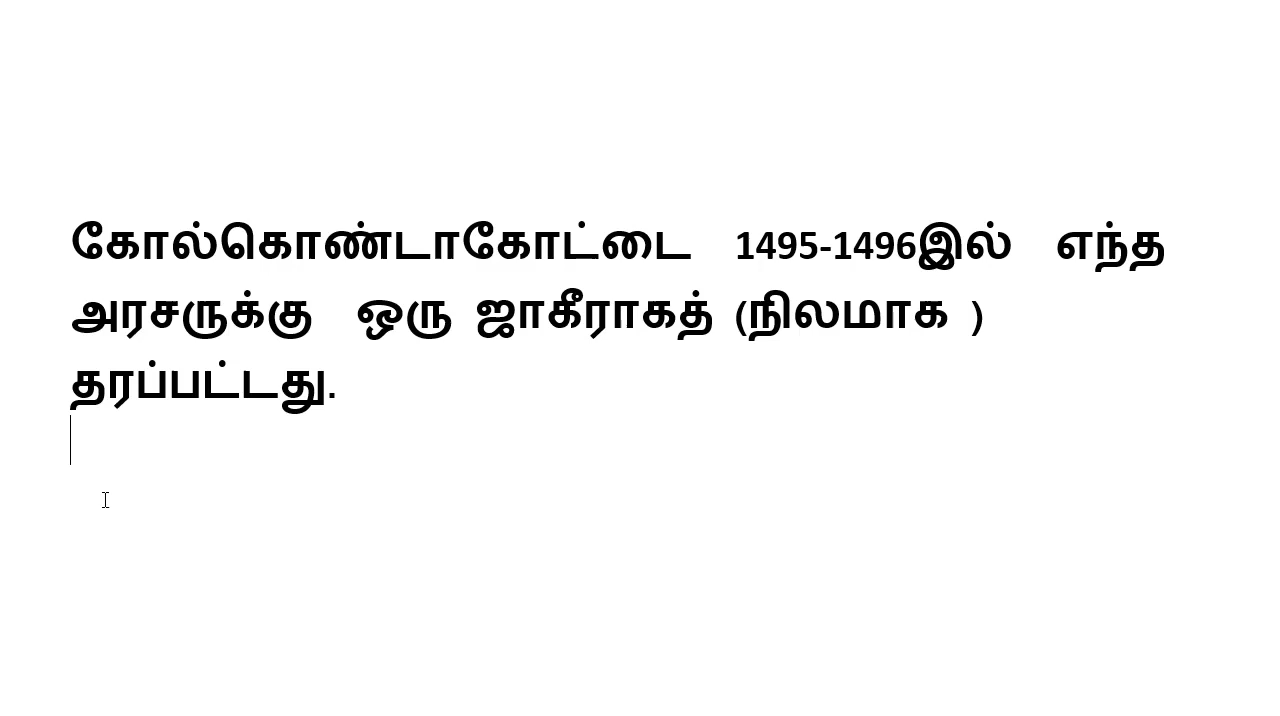 கோல்கொண்டாகோட்டை 1495-1496இல் எந்த
அரசருக்கு ஒரு ஜாகீராகத் (நிலமாக )
தரப்பட்டது.